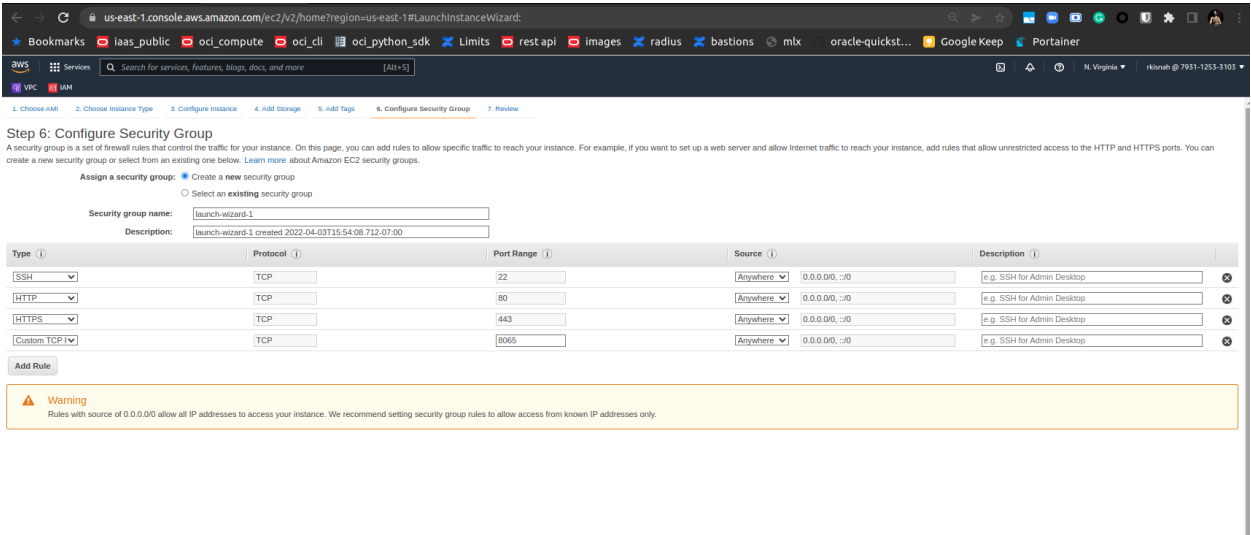 us-east-1.console.aws.amazon.com/ec2/v2/home?region=us-east-1#LaunchInstanceWizard:
Bookmarks iaas_public oci_compute oci_cli oci_python_sdk Limits rest api images radius bastions mlx oracle-quickst... Google Keep Portainer
aws Services Search for services, features, blogs, docs, and more [Alt+S] N. Virginia rkisnah @ 7931-1253-3103
VPC IAM
1. Choose AMI 2. Choose Instance Type 3. Configure Instance 4. Add Storage 5. Add Tags 6. Configure Security Group 7. Review
Step 6: Configure Security Group
A security group is a set of firewall rules that control the traffic for your instance. On this page, you can add rules to allow specific traffic to reach your instance. For example, if you want to set up a web server and allow Internet traffic to reach your instance, add rules that allow unrestricted access to the HTTP and HTTPS ports. You can
create a new security group or select from an existing one below. Learn more about Amazon EC2 security groups.
Assign a security group: Create a new security group
Select an existing security group
Security group name: launch-wizard-1
Description: launch-wizard-1 created 2022-04-03T15:54:08.712-07:00
Type Protocol Port Range Source Description
SSH TCP 22 Anywhere 0.0.0.0/0, ::/0 e.g. SSH for Admin Desktop
HTTP TCP 80 Anywhere 0.0.0.0/0, ::/0 e.g. SSH for Admin Desktop
HTTPS TCP 443 Anywhere 0.0.0.0/0, ::/0 e.g. SSH for Admin Desktop
Custom TCP TCP 8065 Anywhere 0.0.0.0/0, ::/0 e.g. SSH for Admin Desktop
Add Rule
Warning
Rules with source of 0.0.0.0/0 allow all IP addresses to access your instance. We recommend setting security group rules to allow access from known IP addresses only.